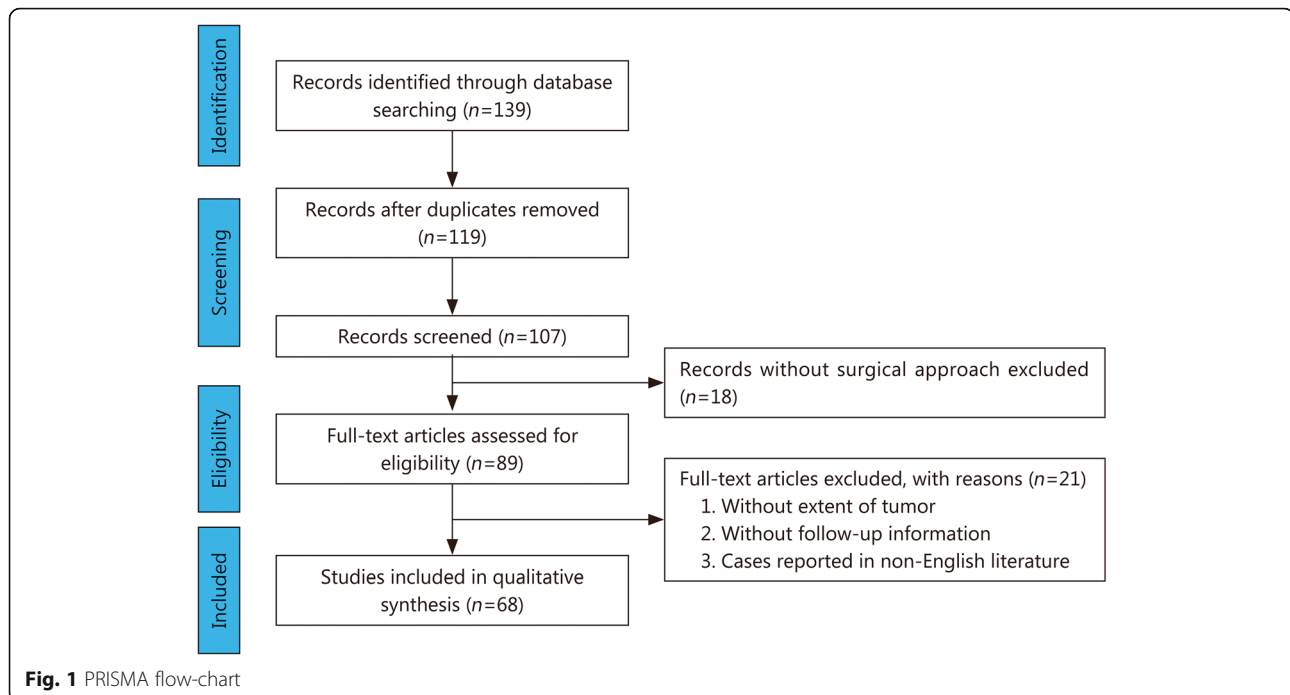 Identification
Records identified through database
searching (n=139)
Screening
Records after duplicates removed
(n=119)
Records screened (n=107)
Records without surgical approach excluded
(n=18)
Eligibility
Full-text articles assessed for
eligibility (n=89)
Full-text articles excluded, with reasons (n=21)
1. Without extent of tumor
2. Without follow-up information
3. Cases reported in non-English literature
Included
Studies included in qualitative
synthesis (n=68)
Fig. 1 PRISMA flow-chart